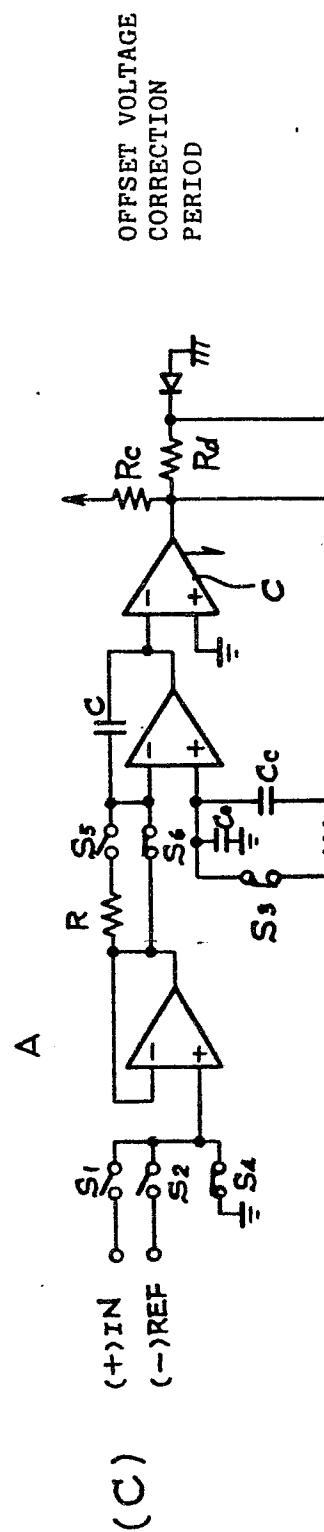 (C)
A
(+)IN
(-)REF
S1
S2
S4
R
S5
S6
C
Co
Cc
S3
C
Rc
Rd
OFFSET VOLTAGE
CORRECTION
PERIOD